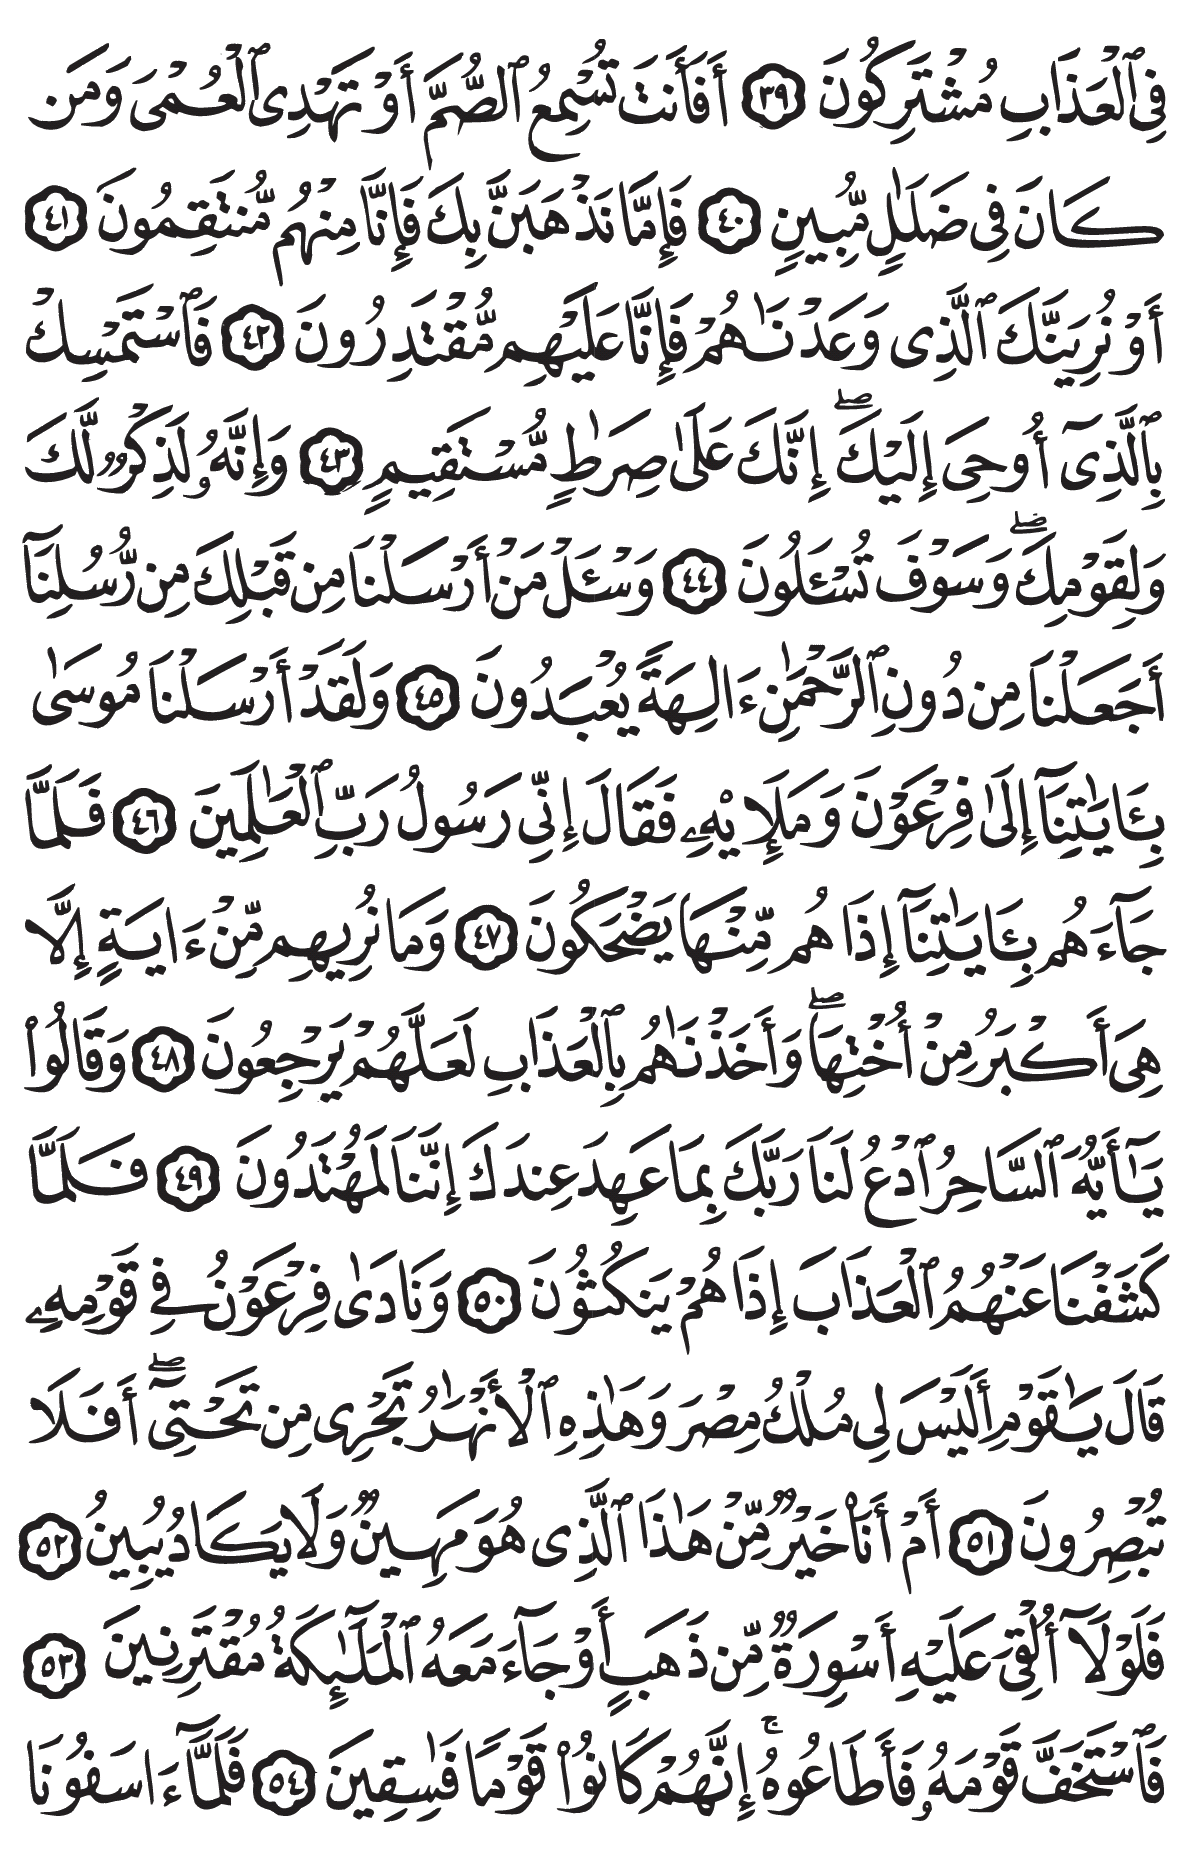 فِى ٱلْعَذَابِ مُشْتَرِكُونَ ٣٩ أَفَأَنتَ تُسْمِعُ ٱلصُّمَّ أَوْ تَهْدِى ٱلْعُمْىَ وَمَن
كَانَ فِى ضَلَٰلٍ مُّبِينٍ ٤٠ فَإِمَّا نَذْهَبَنَّ بِكَ فَإِنَّا مِنْهُم مُّنتَقِمُونَ ٤١
أَوْ نُرِيَنَّكَ ٱلَّذِى وَعَدْنَٰهُمْ فَإِنَّا عَلَيْهِم مُّقْتَدِرُونَ ٤٢ فَٱسْتَمْسِكْ
بِٱلَّذِىٓ أُوحِىَ إِلَيْكَ ۖ إِنَّكَ عَلَىٰ صِرَٰطٍ مُّسْتَقِيمٍ ٤٣ وَإِنَّهُۥ لَذِكْرٌ لَّكَ
وَلِقَوْمِكَ ۖ وَسَوْفَ تُسْـَٔلُونَ ٤٤ وَسْـَٔلْ مَنْ أَرْسَلْنَا مِن قَبْلِكَ مِن رُّسُلِنَآ
أَجَعَلْنَا مِن دُونِ ٱلرَّحْمَٰنِ ءَالِهَةً يُعْبَدُونَ ٤٥ وَلَقَدْ أَرْسَلْنَا مُوسَىٰ
بِـَٔايَٰتِنَآ إِلَىٰ فِرْعَوْنَ وَمَلَإِي۟هِۦ فَقَالَ إِنِّى رَسُولُ رَبِّ ٱلْعَٰلَمِينَ ٤٦ فَلَمَّا
جَآءَهُم بِـَٔايَٰتِنَآ إِذَا هُم مِّنْهَا يَضْحَكُونَ ٤٧ وَمَا نُرِيهِم مِّنْ ءَايَةٍ إِلَّا
هِىَ أَكْبَرُ مِنْ أُخْتِهَا ۖ وَأَخَذْنَٰهُم بِٱلْعَذَابِ لَعَلَّهُمْ يَرْجِعُونَ ٤٨ وَقَالُوا۟
يَٰٓأَيُّهَ ٱلسَّاحِرُ ٱدْعُ لَنَا رَبَّكَ بِمَا عَهِدَ عِندَكَ إِنَّنَا لَمُهْتَدُونَ ٤٩ فَلَمَّا
كَشَفْنَا عَنْهُمُ ٱلْعَذَابَ إِذَا هُمْ يَنكُثُونَ ٥٠ وَنَادَىٰ فِرْعَوْنُ فِى قَوْمِهِۦ
قَالَ يَٰقَوْمِ أَلَيْسَ لِى مُلْكُ مِصْرَ وَهَٰذِهِ ٱلْأَنْهَٰرُ تَجْرِى مِن تَحْتِىٓ ۖ أَفَلَا
تُبْصِرُونَ ٥١ أَمْ أَنَا۠ خَيْرٌ مِّنْ هَٰذَا ٱلَّذِى هُوَ مَهِينٌ وَلَا يَكَادُ يُبِينُ ٥٢
فَلَوْلَآ أُلْقِىَ عَلَيْهِ أَسْوِرَةٌ مِّن ذَهَبٍ أَوْ جَآءَ مَعَهُ ٱلْمَلَٰٓئِكَةُ مُقْتَرِنِينَ ٥٣
فَٱسْتَخَفَّ قَوْمَهُۥ فَأَطَاعُوهُ ۚ إِنَّهُمْ كَانُوا۟ قَوْمًا فَٰسِقِينَ ٥٤ فَلَمَّآ ءَاسَفُونَا